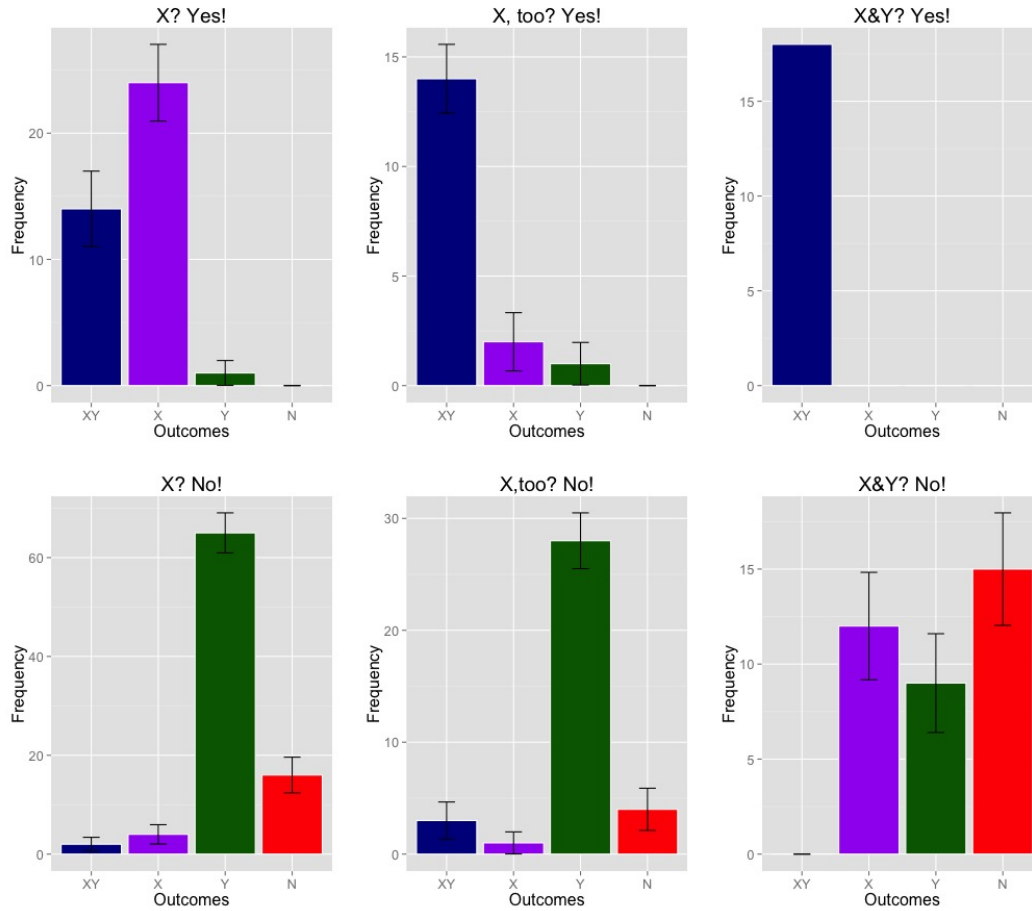 X? Yes!
Frequency
20
10
0
XY X Y N
Outcomes
X, too? Yes!
Frequency
15
10
5
0
XY X Y N
Outcomes
X&Y? Yes!
Frequency
15
10
5
0
XY X Y N
Outcomes
X? No!
Frequency
60
40
20
0
XY X Y N
Outcomes
X,too? No!
Frequency
30
20
10
0
XY X Y N
Outcomes
X&Y? No!
Frequency
15
10
5
0
XY X Y N
Outcomes